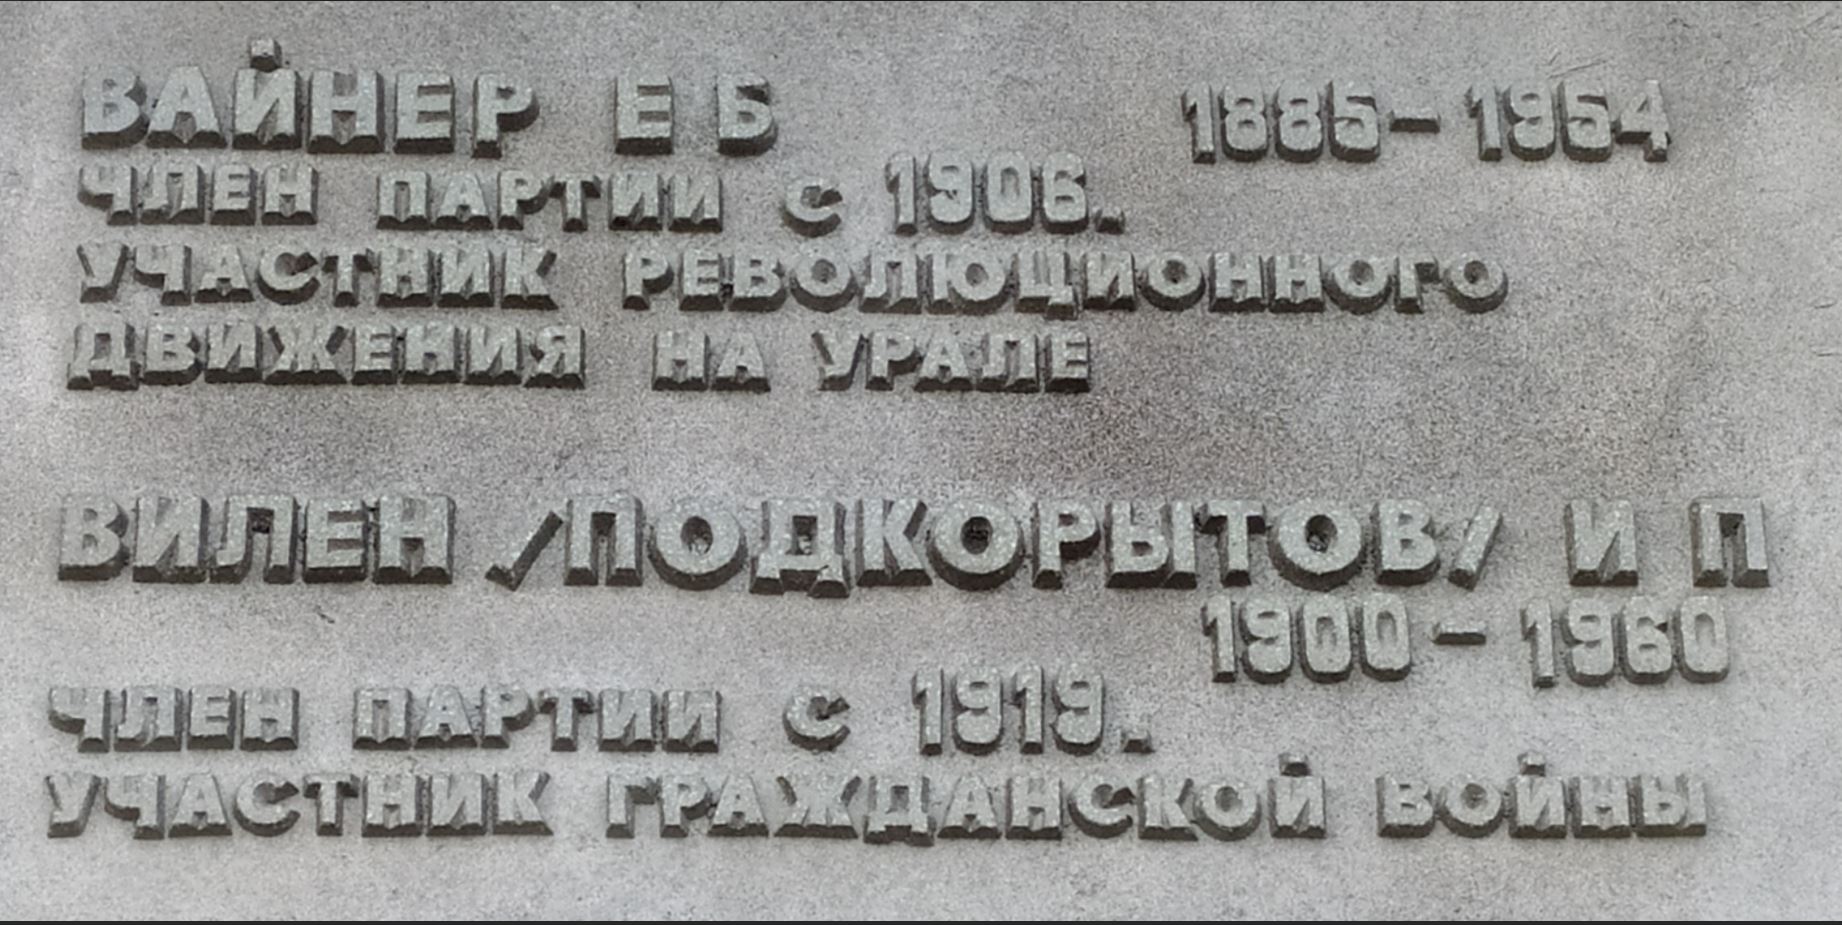 ВАЙНЕР Е Б 1885-1954
ЧЛЕН ПАРТИИ С 1906.
УЧАСТНИК РЕВОЛЮЦИОННОГО
ДВИЖЕНИЯ НА УРАЛЕ
ВИЛЕН /ПОДКОРЫТОВ/ И П
1900-1960
ЧЛЕН ПАРТИИ С 1919.
УЧАСТНИК ГРАЖДАНСКОЙ ВОЙНЫ